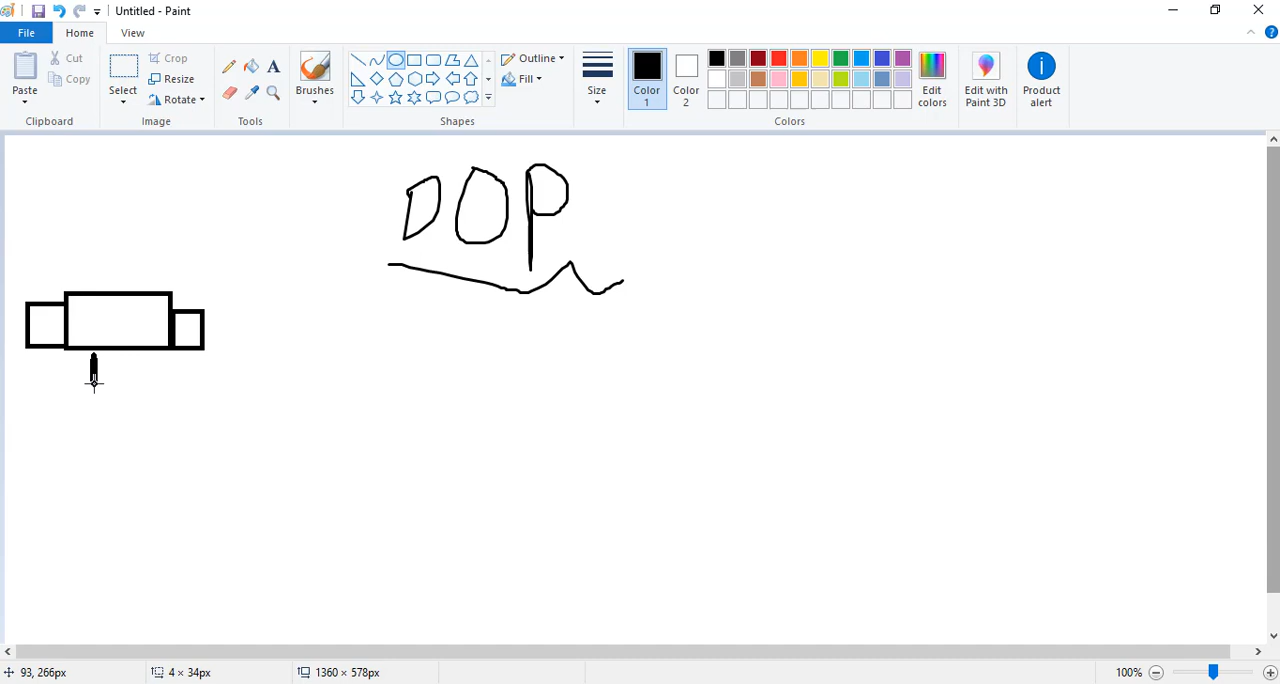 Untitled - Paint
File Home View
Paste Cut Copy Select Crop Resize Rotate Brushes Outline Fill Size Color 1 Color 2 Edit colors Edit with Paint 3D Product alert
Clipboard Image Tools Shapes Colors
DOP
93, 266px 4 × 34px 1360 × 578px 100%